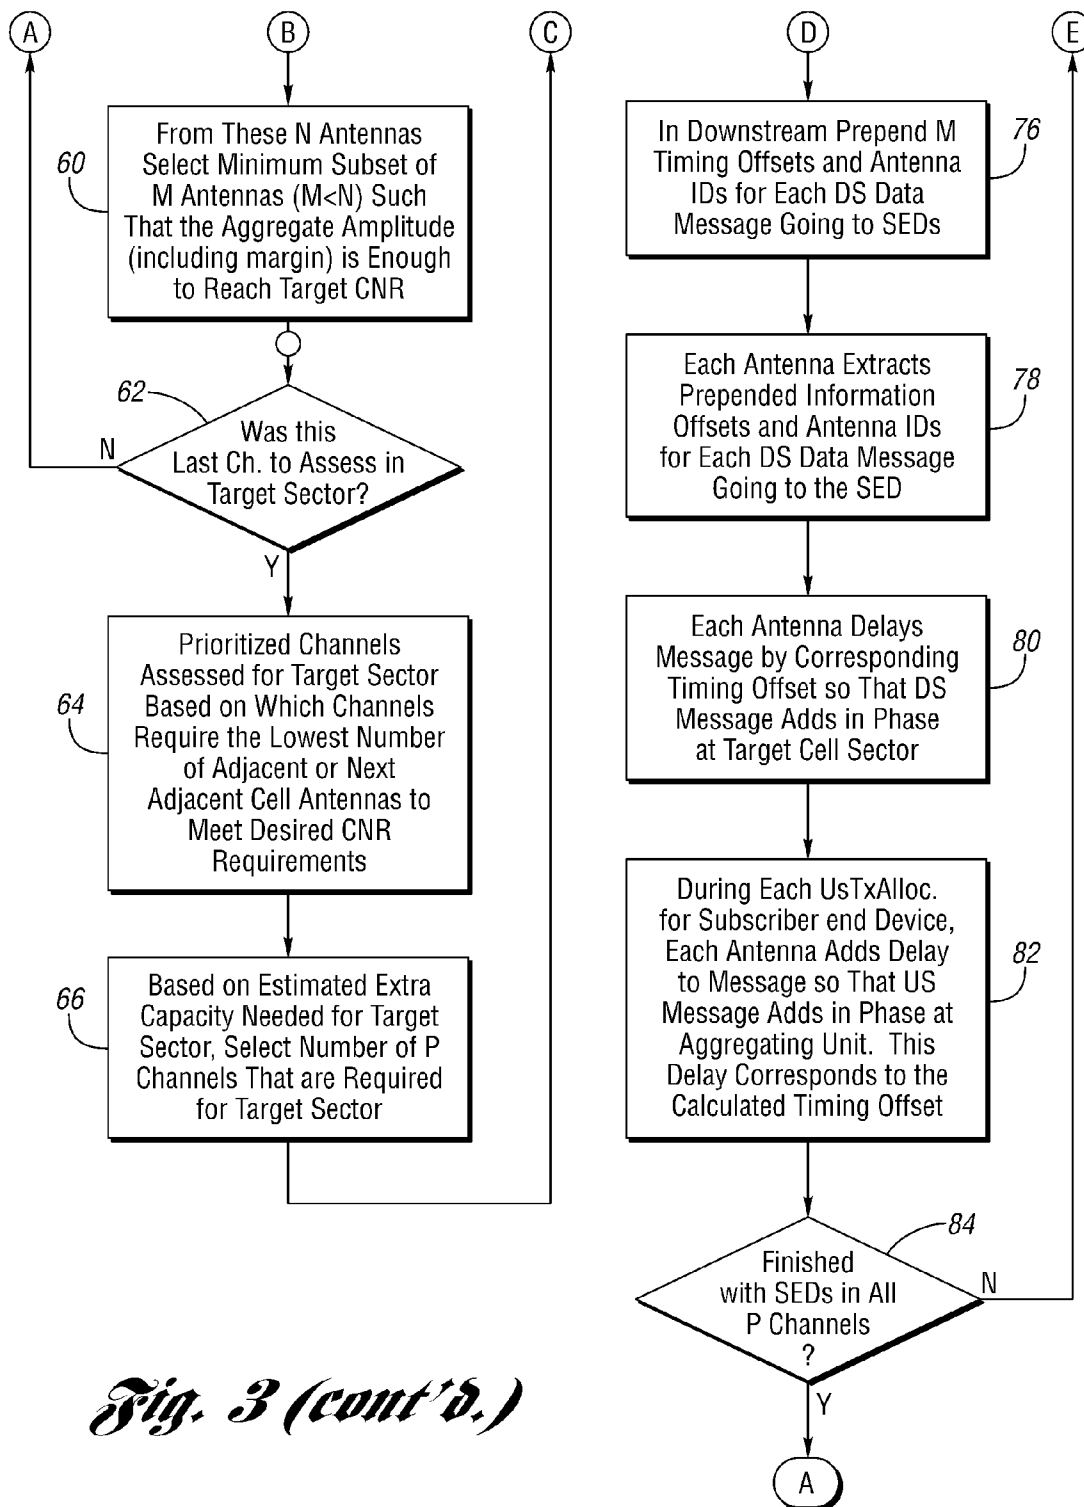 A
B
C
D
E
60
From These N Antennas
Select Minimum Subset of
M Antennas (M<N) Such
That the Aggregate Amplitude
(including margin) is Enough
to Reach Target CNR
62
N
Was this
Last Ch. to Assess in
Target Sector?
Y
64
Prioritized Channels
Assessed for Target Sector
Based on Which Channels
Require the Lowest Number
of Adjacent or Next
Adjacent Cell Antennas to
Meet Desired CNR
Requirements
66
Based on Estimated Extra
Capacity Needed for Target
Sector, Select Number of P
Channels That are Required
for Target Sector
76
In Downstream Prepend M
Timing Offsets and Antenna
IDs for Each DS Data
Message Going to SEDs
78
Each Antenna Extracts
Prepended Information
Offsets and Antenna IDs
for Each DS Data Message
Going to the SED
80
Each Antenna Delays
Message by Corresponding
Timing Offset so That DS
Message Adds in Phase
at Target Cell Sector
82
During Each UsTxAlloc.
for Subscriber end Device,
Each Antenna Adds Delay
to Message so That US
Message Adds in Phase at
Aggregating Unit. This
Delay Corresponds to the
Calculated Timing Offset
84
Finished
with SEDs in All
P Channels
?
N
Y
A
Fig. 3 (cont'd.)